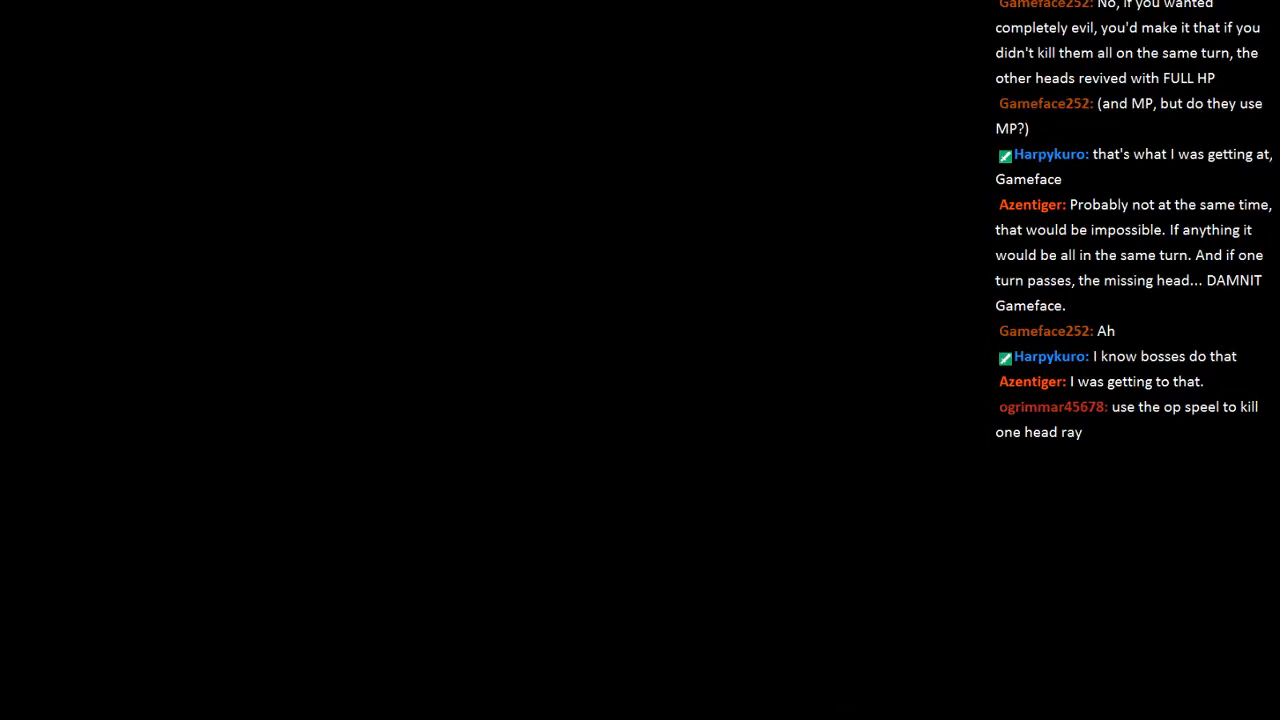 Gameface252: No, if you wanted
completely evil, you'd make it that if you
didn't kill them all on the same turn, the
other heads revived with FULL HP
Gameface252: (and MP, but do they use
MP?)
Harpykuro: that's what I was getting at,
Gameface
Azentiger: Probably not at the same time,
that would be impossible. If anything it
would be all in the same turn. And if one
turn passes, the missing head... DAMNIT
Gameface.
Gameface252: Ah
Harpykuro: I know bosses do that
Azentiger: I was getting to that.
ogrimmar45678: use the op speel to kill
one head ray